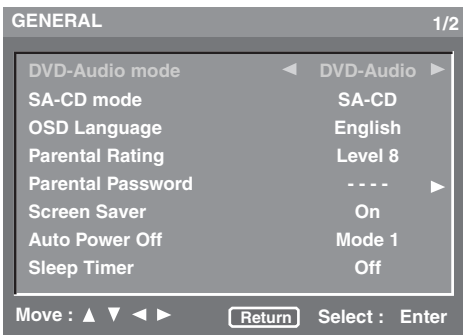 GENERAL 1/2
DVD-Audio mode ◀ DVD-Audio ▶
SA-CD mode SA-CD
OSD Language English
Parental Rating Level 8
Parental Password - - - - ▶
Screen Saver On
Auto Power Off Mode 1
Sleep Timer Off
Move : ▲ ▼ ◀ ▶ Return Select : Enter